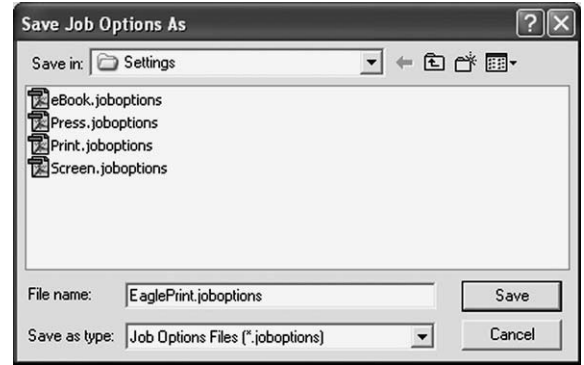 Save Job Options As
Save in: Settings
eBook.joboptions
Press.joboptions
Print.joboptions
Screen.joboptions
File name: EaglePrint.joboptions Save
Save as type: Job Options Files (*.joboptions) Cancel